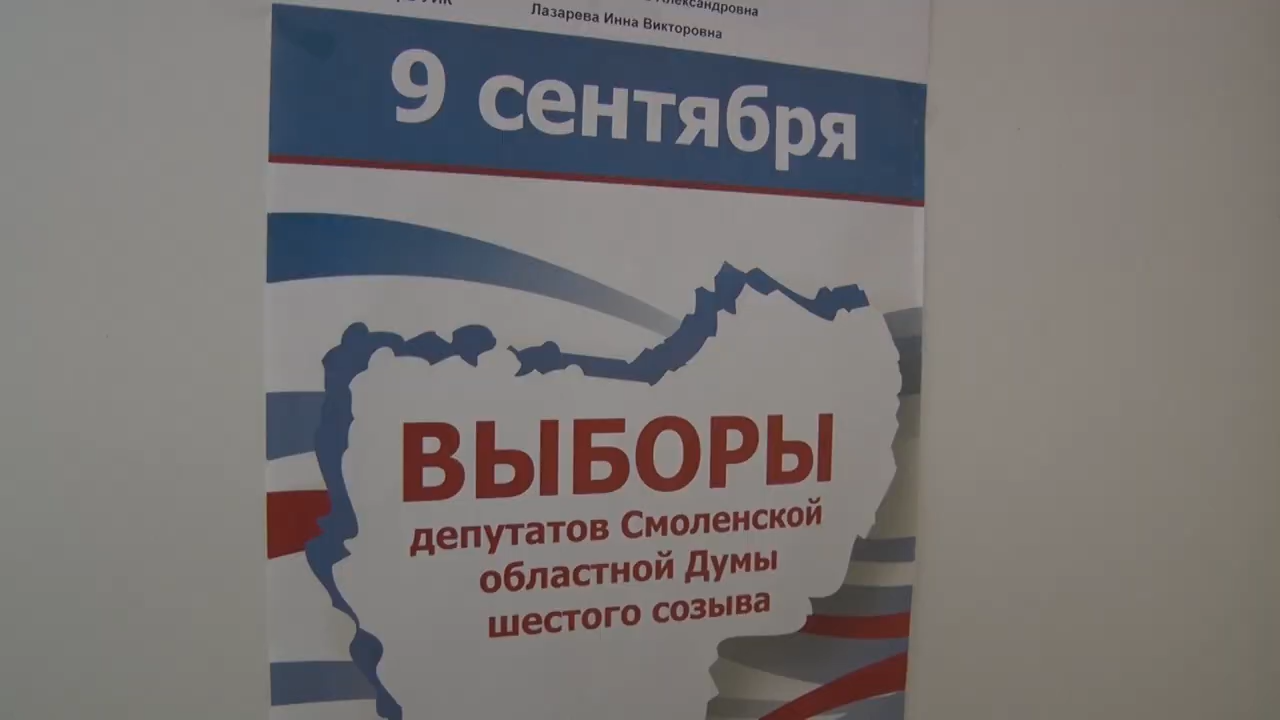 Александровна
Лазарева Инна Викторовна
9 сентября
ВЫБОРЫ
депутатов Смоленской
областной Думы
шестого созыва